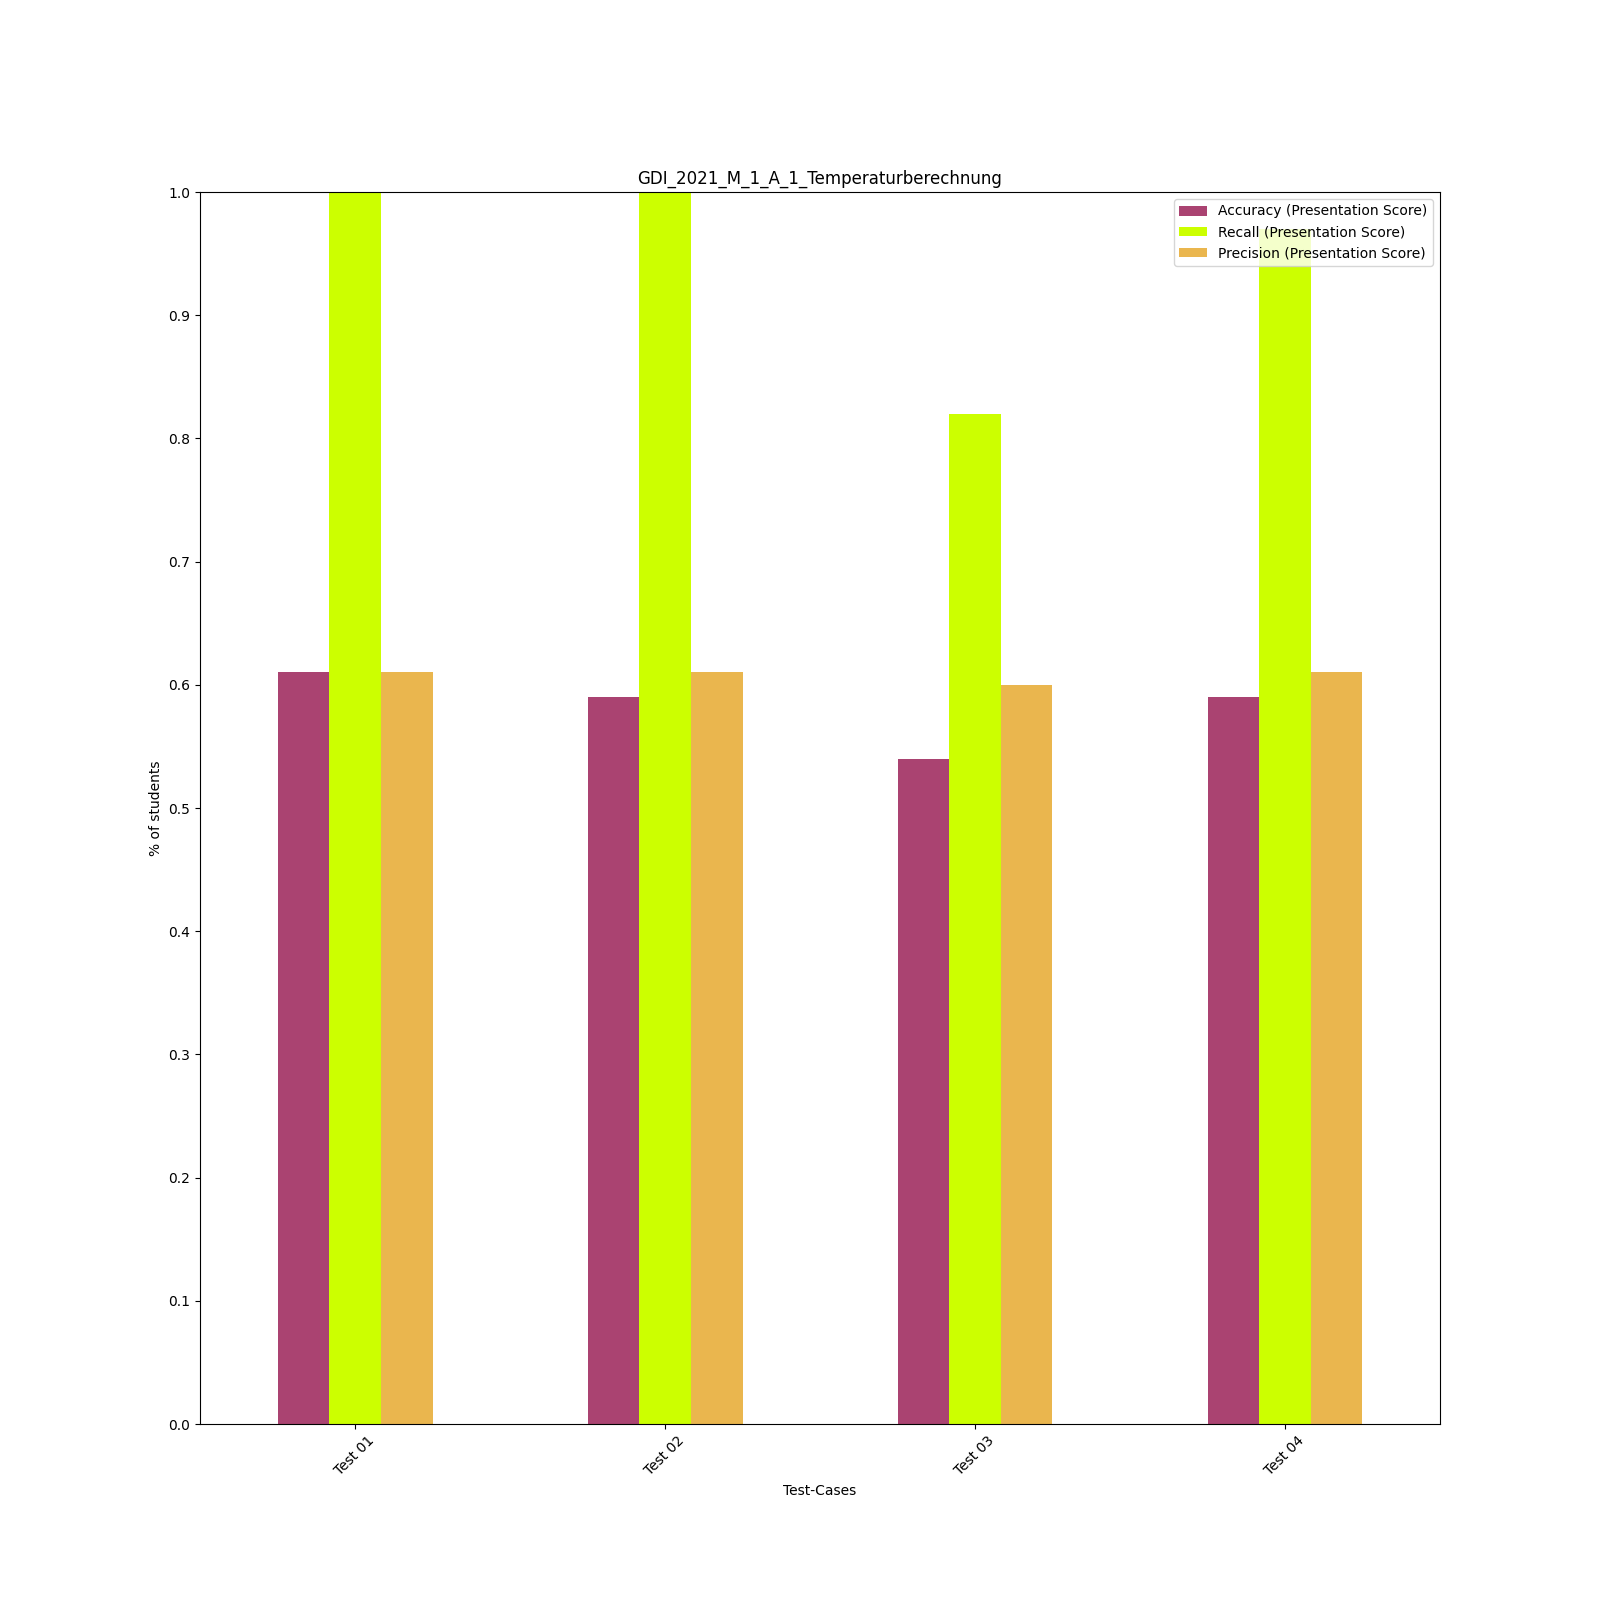 GDI_2021_M_1_A_1_Temperaturberechnung
Accuracy (Presentation Score)
Recall (Presentation Score)
Precision (Presentation Score)
% of students
1.0
0.9
0.8
0.7
0.6
0.5
0.4
0.3
0.2
0.1
0.0
Test 01
Test 02
Test 03
Test 04
Test-Cases